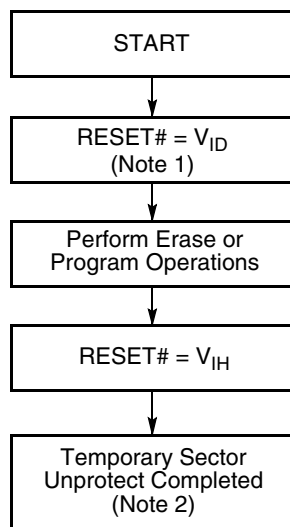 START
RESET# = VID
(Note 1)
Perform Erase or
Program Operations
RESET# = VIH
Temporary Sector
Unprotect Completed
(Note 2)